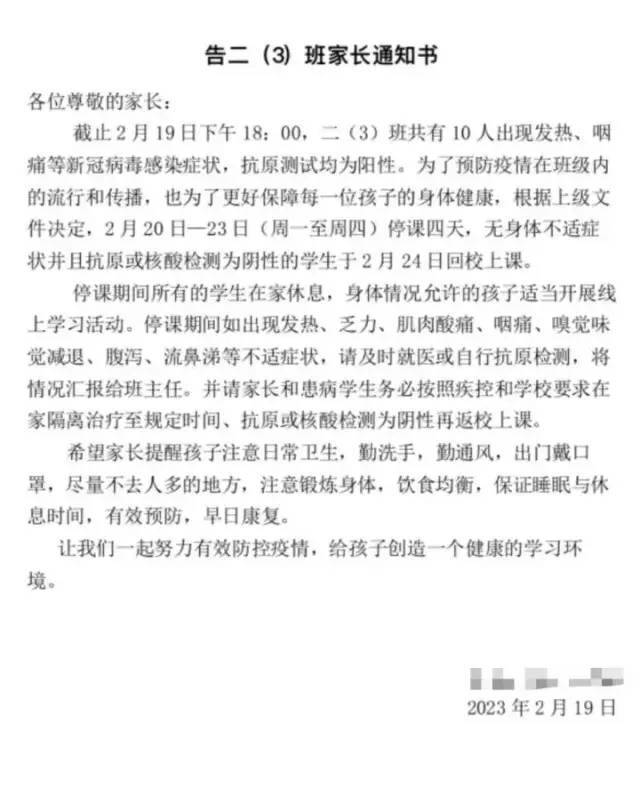 告二（3）班家长通知书
各位尊敬的家长：
截止 2 月 19 日下午 18：00，二（3）班共有 10 人出现发热、咽
痛等新冠病毒感染症状，抗原测试均为阳性。为了预防疫情在班级内
的流行和传播，也为了更好保障每一位孩子的身体健康，根据上级文
件决定，2 月 20 日—23 日（周一至周四）停课四天，无身体不适症
状并且抗原或核酸检测为阴性的学生于 2 月 24 日回校上课。
停课期间所有的学生在家休息，身体情况允许的孩子适当开展线
上学习活动。停课期间如出现发热、乏力、肌肉酸痛、咽痛、嗅觉味
觉减退、腹泻、流鼻涕等不适症状，请及时就医或自行抗原检测，将
情况汇报给班主任。并请家长和患病学生务必按照疾控和学校要求在
家隔离治疗至规定时间、抗原或核酸检测为阴性再返校上课。
希望家长提醒孩子注意日常卫生，勤洗手，勤通风，出门戴口
罩，尽量不去人多的地方，注意锻炼身体，饮食均衡，保证睡眠与休
息时间，有效预防，早日康复。
让我们一起努力有效防控疫情，给孩子创造一个健康的学习环
境。
2023 年 2 月 19 日